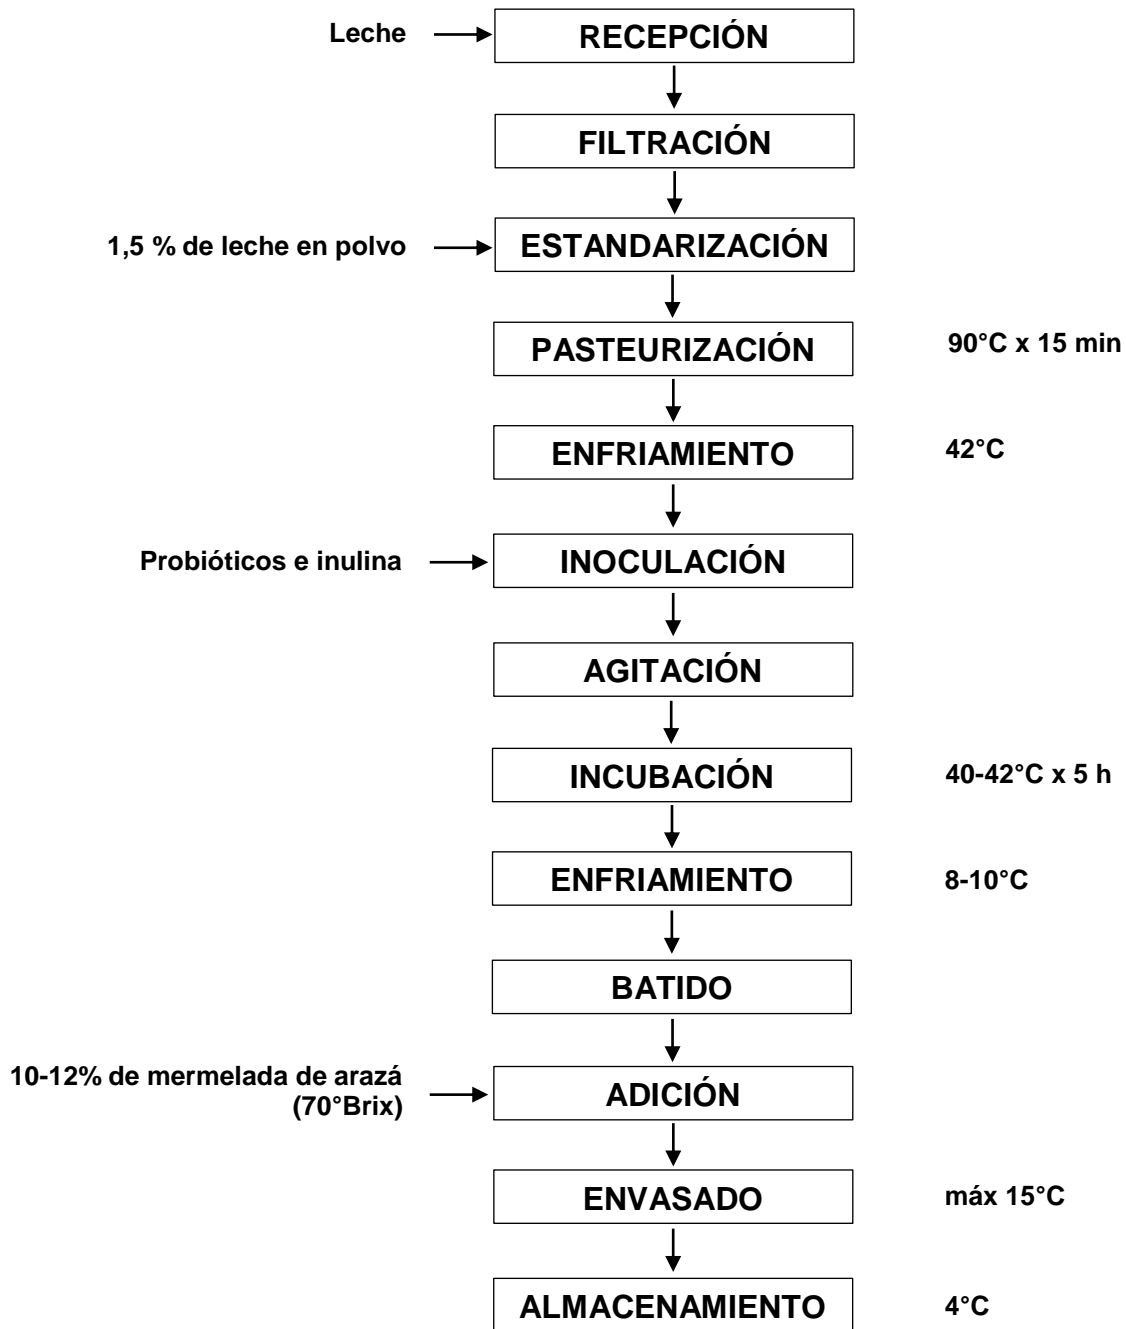 Leche
RECEPCIÓN
FILTRACIÓN
1,5 % de leche en polvo
ESTANDARIZACIÓN
PASTEURIZACIÓN
90°C x 15 min
ENFRIAMIENTO
42°C
Probióticos e inulina
INOCULACIÓN
AGITACIÓN
INCUBACIÓN
40-42°C x 5 h
ENFRIAMIENTO
8-10°C
BATIDO
10-12% de mermelada de arazá
(70°Brix)
ADICIÓN
ENVASADO
máx 15°C
ALMACENAMIENTO
4°C